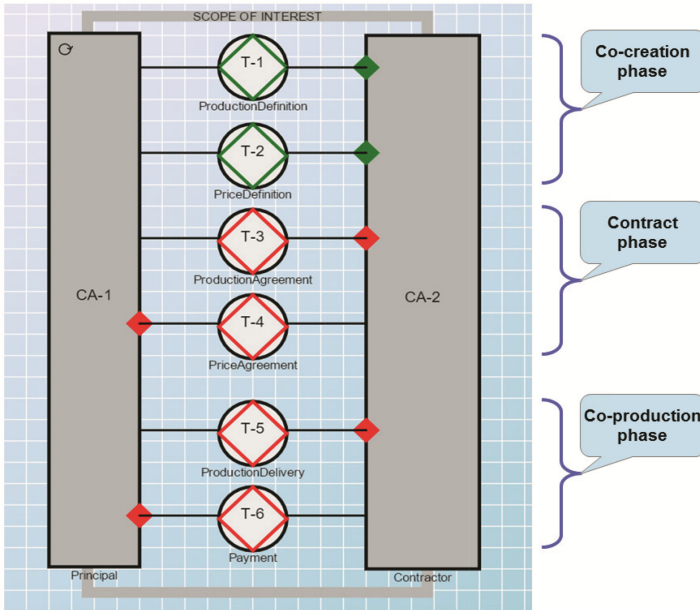 SCOPE OF INTEREST
T-1
ProductionDefinition
T-2
PriceDefinition
T-3
ProductionAgreement
CA-1
CA-2
T-4
PriceAgreement
T-5
ProductionDelivery
T-6
Payment
Principal
Contractor
Co-creation
phase
Contract
phase
Co-production
phase